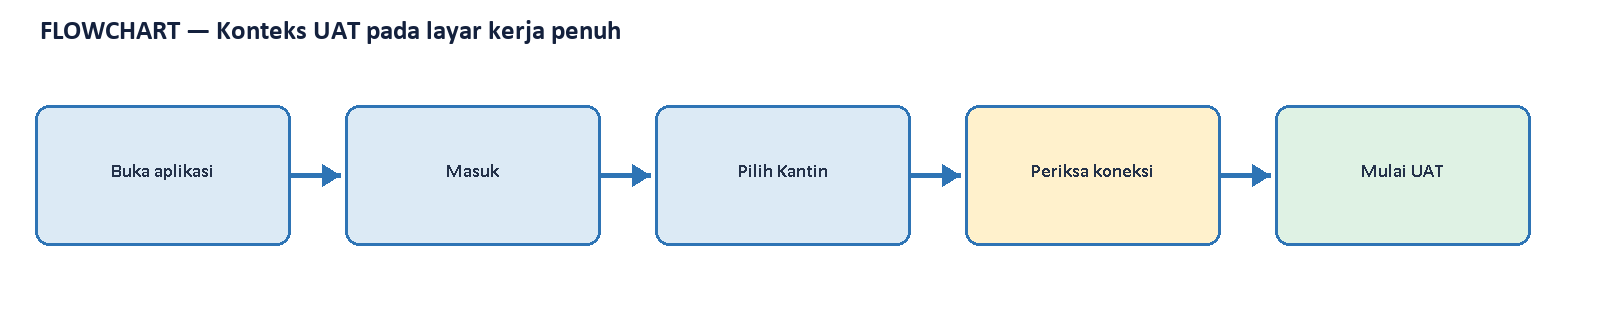 FLOWCHART — Konteks UAT pada layar kerja penuh
Buka aplikasi
Masuk
Pilih Kantin
Periksa koneksi
Mulai UAT